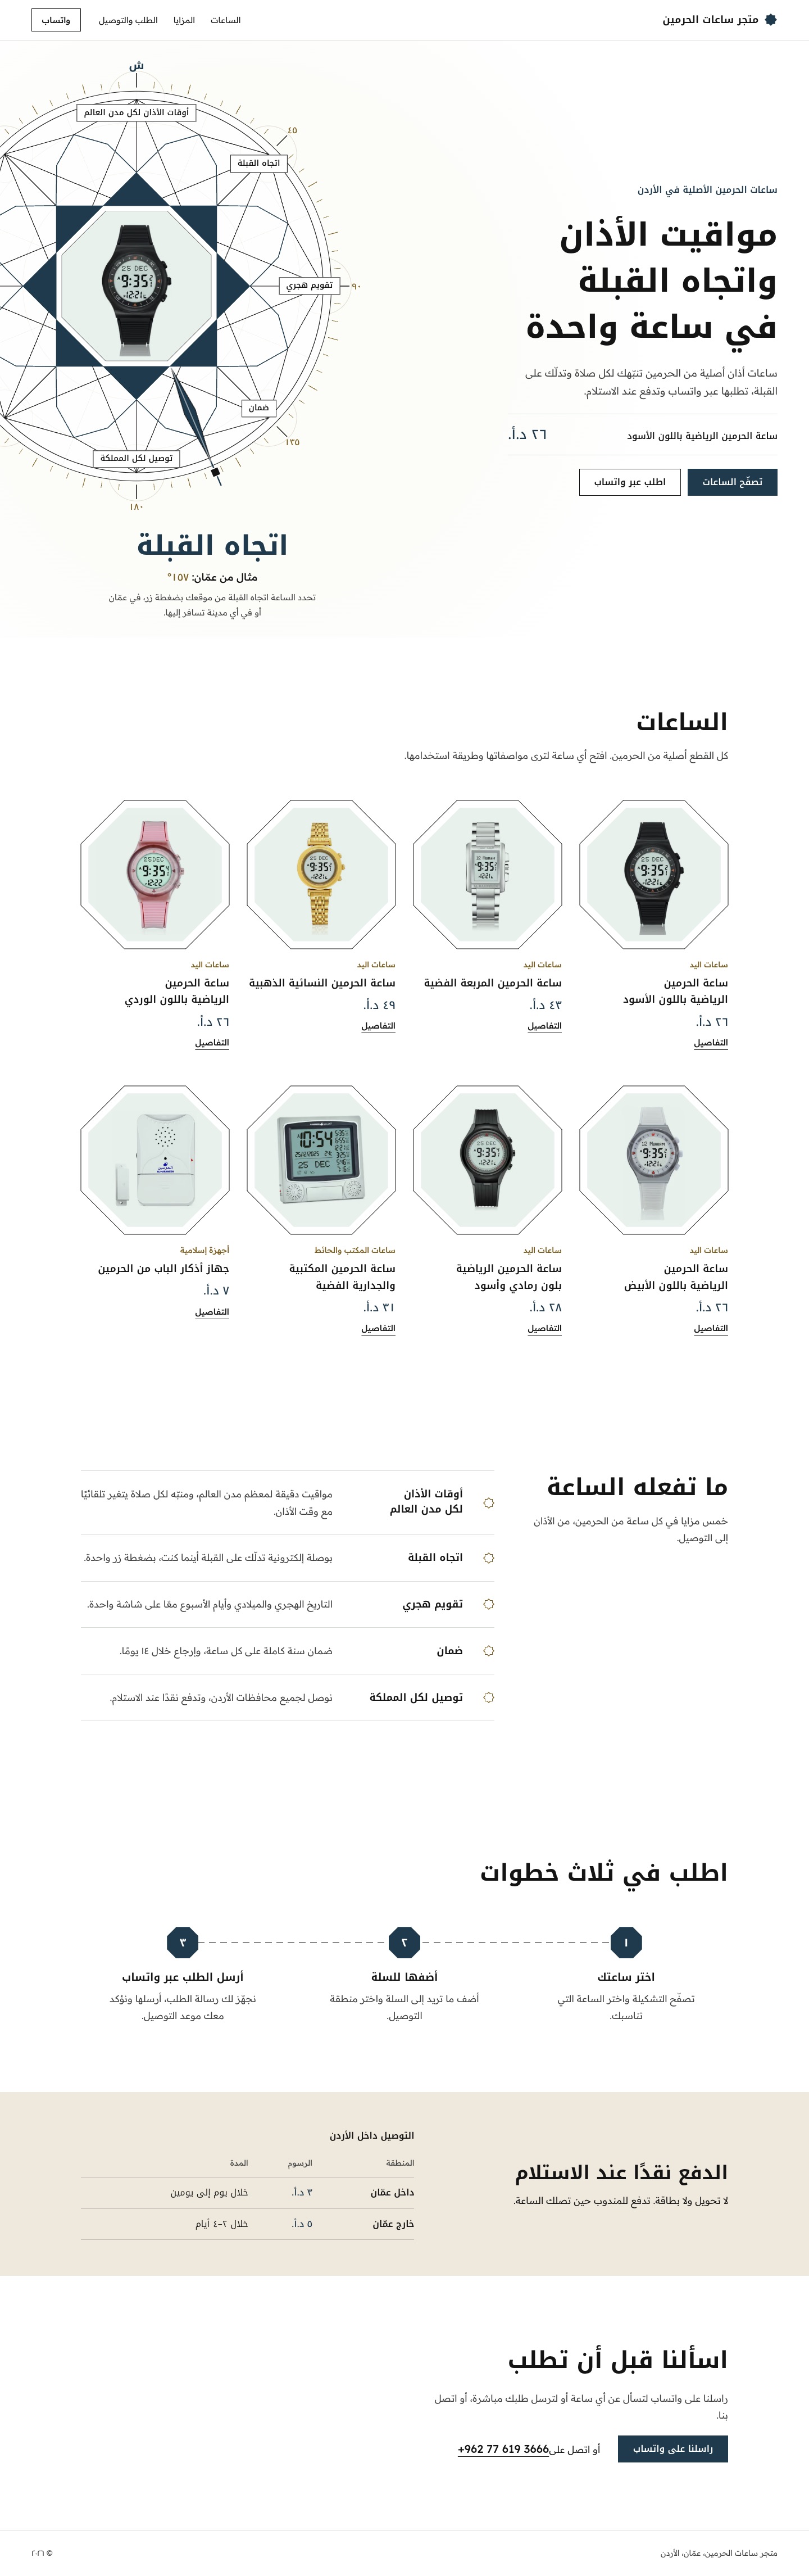 متجر ساعات الحرمين
الساعات
المزايا
الطلب والتوصيل
واتساب
ساعات الحرمين الأصلية في الأردن
مواقيت الأذان
واتجاه القبلة
في ساعة واحدة
ساعات أذان أصلية من الحرمين تنبّهك لكل صلاة وتدلّك على
القبلة، تطلبها عبر واتساب وتدفع عند الاستلام.
ساعة الحرمين الرياضية باللون الأسود
٢٦ د.أ.
تصفّح الساعات
اطلب عبر واتساب
ش
أوقات الأذان لكل مدن العالم
٤٥
اتجاه القبلة
تقويم هجري
٩٠
ضمان
١٣٥
توصيل لكل المملكة
١٨٠
25 DEC
9:35
12:21
اتجاه القبلة
مثال من عمّان: ١٥٧°
تحدد الساعة اتجاه القبلة من موقعك بضغطة زر، في عمّان
أو في أي مدينة تسافر إليها.
الساعات
كل القطع أصلية من الحرمين. افتح أي ساعة لترى مواصفاتها وطريقة استخدامها.
ساعات اليد
ساعة الحرمين
الرياضية باللون الأسود
٢٦ د.أ.
التفاصيل
ساعات اليد
ساعة الحرمين المربعة الفضية
٤٣ د.أ.
التفاصيل
ساعات اليد
ساعة الحرمين النسائية الذهبية
٤٩ د.أ.
التفاصيل
ساعات اليد
ساعة الحرمين
الرياضية باللون الوردي
٢٦ د.أ.
التفاصيل
ساعات اليد
ساعة الحرمين
الرياضية باللون الأبيض
٢٦ د.أ.
التفاصيل
ساعات اليد
ساعة الحرمين الرياضية
بلون رمادي وأسود
٢٨ د.أ.
التفاصيل
10:54
25 DEC
ساعات المكتب والحائط
ساعة الحرمين المكتبية
والجدارية الفضية
٣١ د.أ.
التفاصيل
أجهزة إسلامية
جهاز أذكار الباب من الحرمين
٧ د.أ.
التفاصيل
ما تفعله الساعة
خمس مزايا في كل ساعة من الحرمين، من الأذان
إلى التوصيل.
أوقات الأذان
لكل مدن العالم
مواقيت دقيقة لمعظم مدن العالم، ومنبّه لكل صلاة يتغير تلقائيًا
مع وقت الأذان.
اتجاه القبلة
بوصلة إلكترونية تدلّك على القبلة أينما كنت، بضغطة زر واحدة.
تقويم هجري
التاريخ الهجري والميلادي وأيام الأسبوع معًا على شاشة واحدة.
ضمان
ضمان سنة كاملة على كل ساعة، وإرجاع خلال ١٤ يومًا.
توصيل لكل المملكة
نوصل لجميع محافظات الأردن، وتدفع نقدًا عند الاستلام.
اطلب في ثلاث خطوات
١
اختر ساعتك
تصفّح التشكيلة واختر الساعة التي
تناسبك.
٢
أضفها للسلة
أضف ما تريد إلى السلة واختر منطقة
التوصيل.
٣
أرسل الطلب عبر واتساب
نجهّز لك رسالة الطلب، أرسلها ونؤكد
معك موعد التوصيل.
الدفع نقدًا عند الاستلام
لا تحويل ولا بطاقة. تدفع للمندوب حين تصلك الساعة.
التوصيل داخل الأردن
المنطقة
الرسوم
المدة
داخل عمّان
٣ د.أ.
خلال يوم إلى يومين
خارج عمّان
٥ د.أ.
خلال ٢–٤ أيام
اسألنا قبل أن تطلب
راسلنا على واتساب لتسأل عن أي ساعة أو لترسل طلبك مباشرة، أو اتصل
بنا.
راسلنا على واتساب
أو اتصل على +962 77 619 3666
متجر ساعات الحرمين، عمّان، الأردن
© ٢٠٢٦